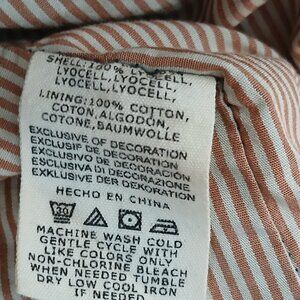 SHELL: 100% LYOCELL,
LYOCELL, LYOCELL,
LYOCELL, LYOCELL,
LINING:100% COTTON,
COTON, ALGODON
COTONE, BAUMWOLLE
EXCLUSIVE OF DECORATION
EXCLUSIF DE DECORATION
EXCLUSIVA DE DECORACION
ESCLUSIVA DI DECORAZIONE
EXKLUSIVE DER DEKORATION
HECHO EN CHINA
MACHINE WASH COLD
GENTLE CYCLE WITH
LIKE COLORS ONLY
NON-CHLORINE BLEACH
WHEN NEEDED TUMBLE
DRY LOW COOL IRON
IF NEEDED